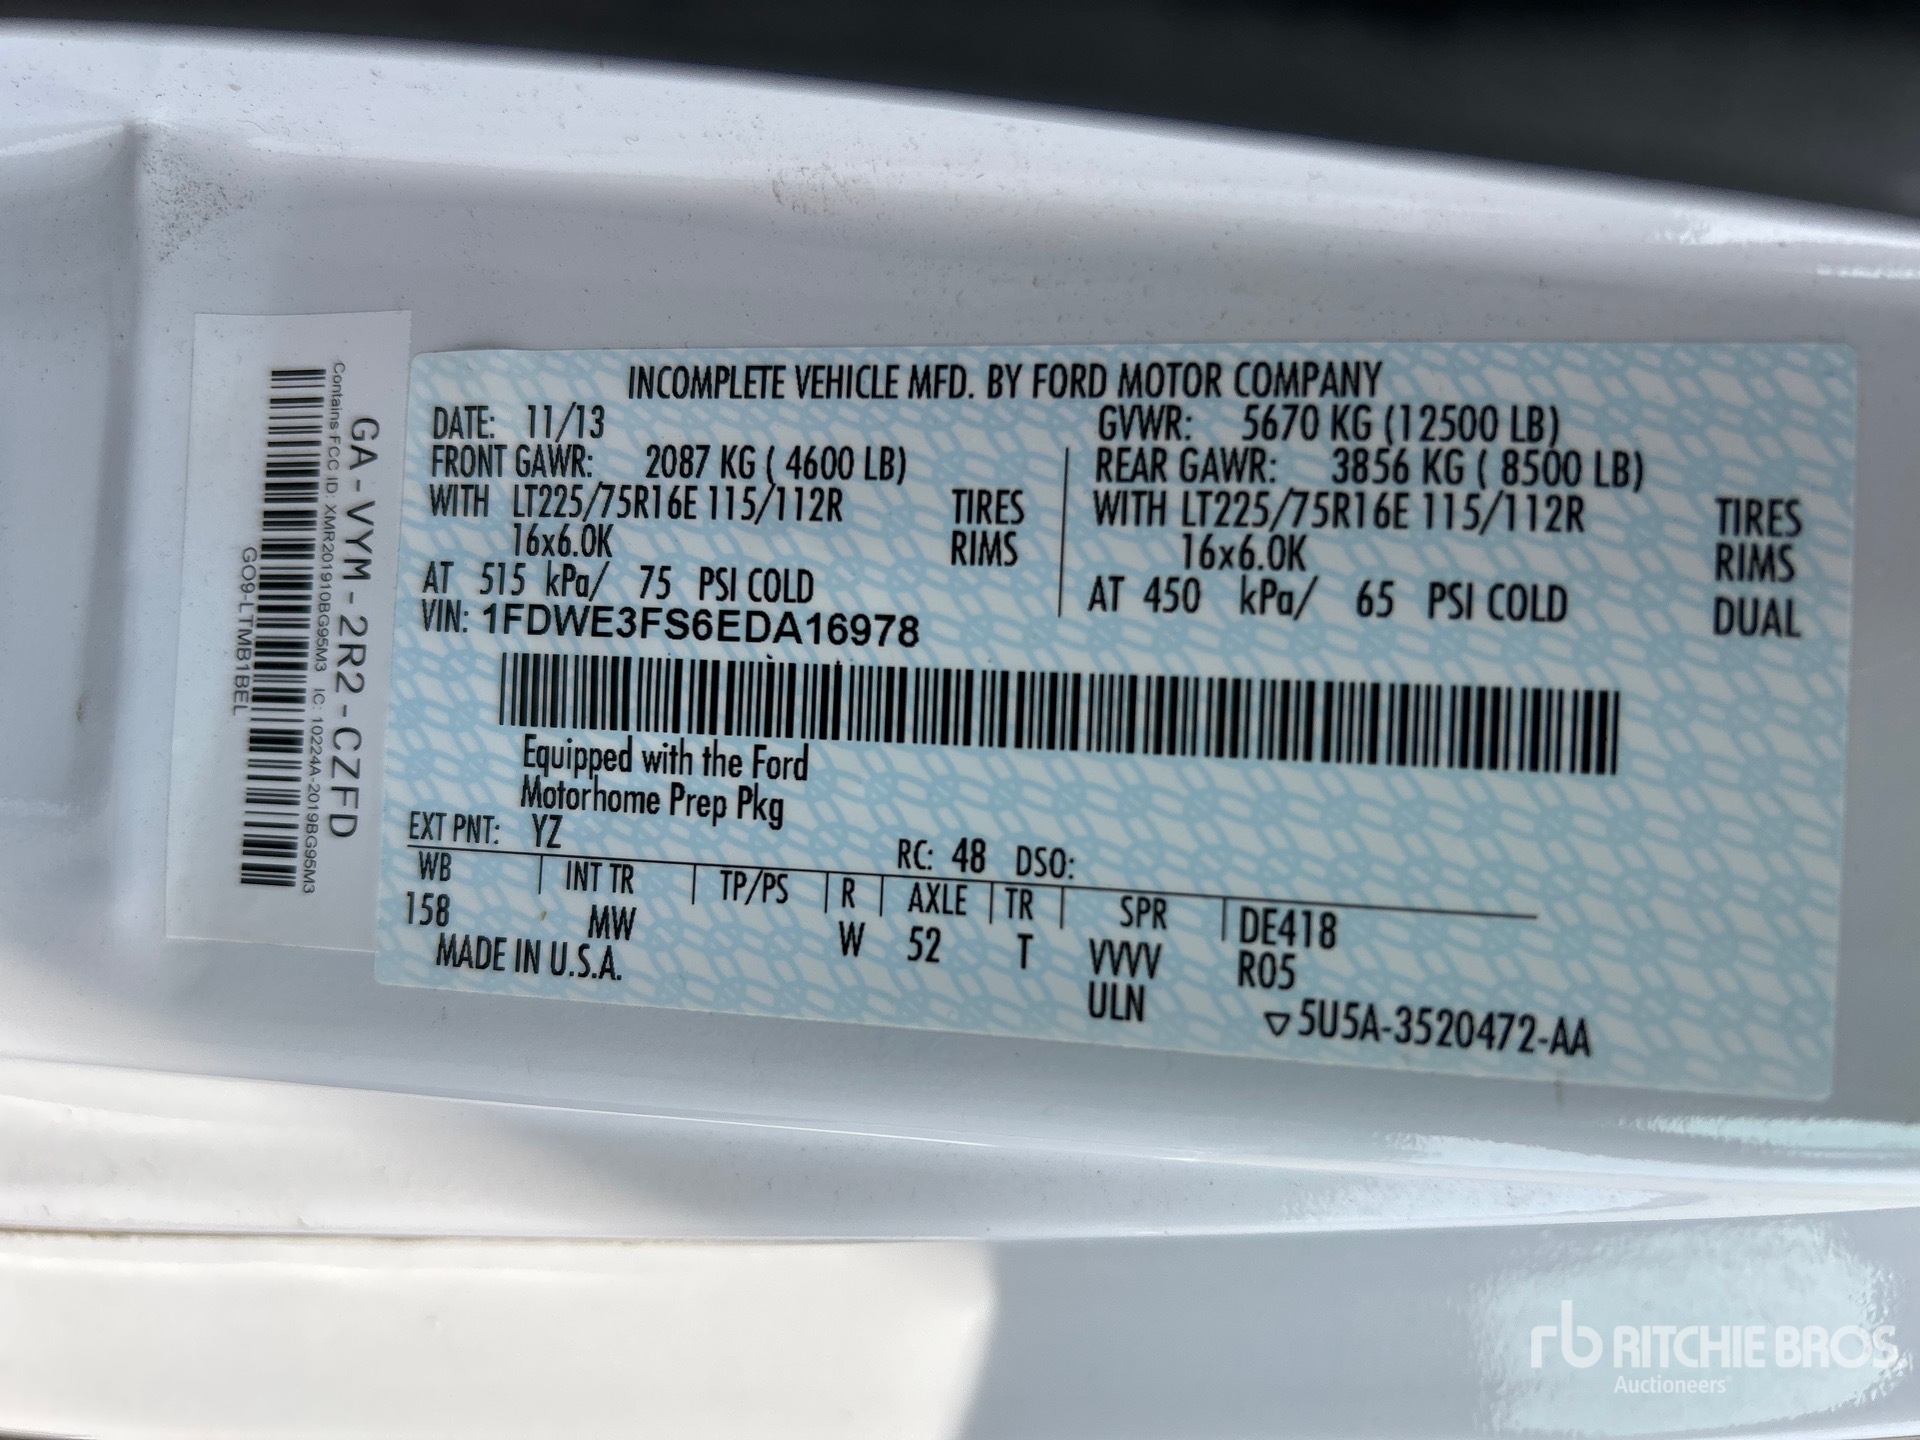 INCOMPLETE VEHICLE MFD. BY FORD MOTOR COMPANY
DATE: 11/13 GVWR: 5670 KG (12500 LB)
FRONT GAWR: 2087 KG ( 4600 LB) REAR GAWR: 3856 KG ( 8500 LB)
WITH LT225/75R16E 115/112R TIRES WITH LT225/75R16E 115/112R TIRES
16x6.0K RIMS 16x6.0K RIMS
AT 515 kPa/ 75 PSI COLD AT 450 kPa/ 65 PSI COLD DUAL
VIN: 1FDWE3FS6EDA16978
Equipped with the Ford
Motorhome Prep Pkg
EXT PNT: YZ RC: 48 DSO:
WB INT TR TP/PS R AXLE TR SPR DE418
158 MW W 52 T VVVV R05
MADE IN U.S.A. ULN ▽5U5A-3520472-AA
GA-VYM-2R2-CZFD
Contains FCC ID: XMR201910BG95M3 IC: 10224A-2019BG95M3
GO9-LTMB1BEL
rb RITCHIE BROS.
Auctioneers